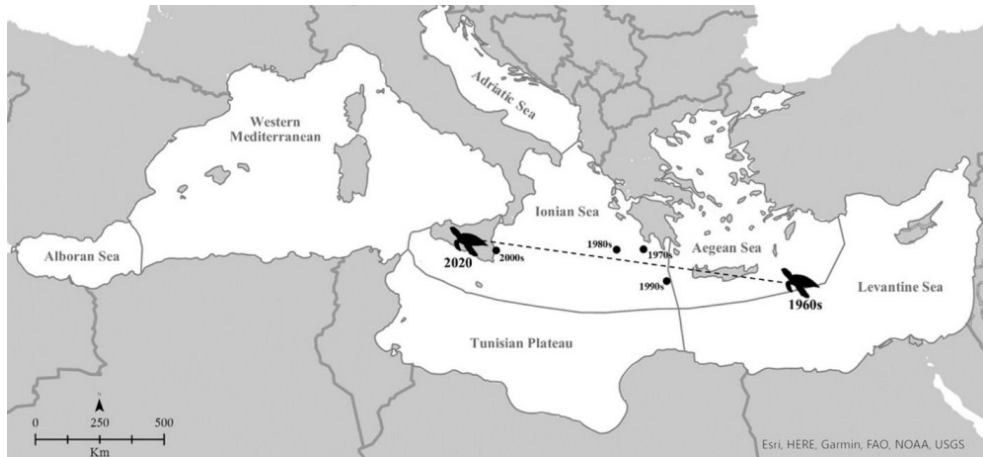 Adriatic Sea
Western
Mediterranean
Ionian Sea
Alboran Sea
2020
2000s
1980s
1970s
Aegean Sea
1990s
1960s
Levantine Sea
Tunisian Plateau
N
0 250 500
Km
Esri, HERE, Garmin, FAO, NOAA, USGS